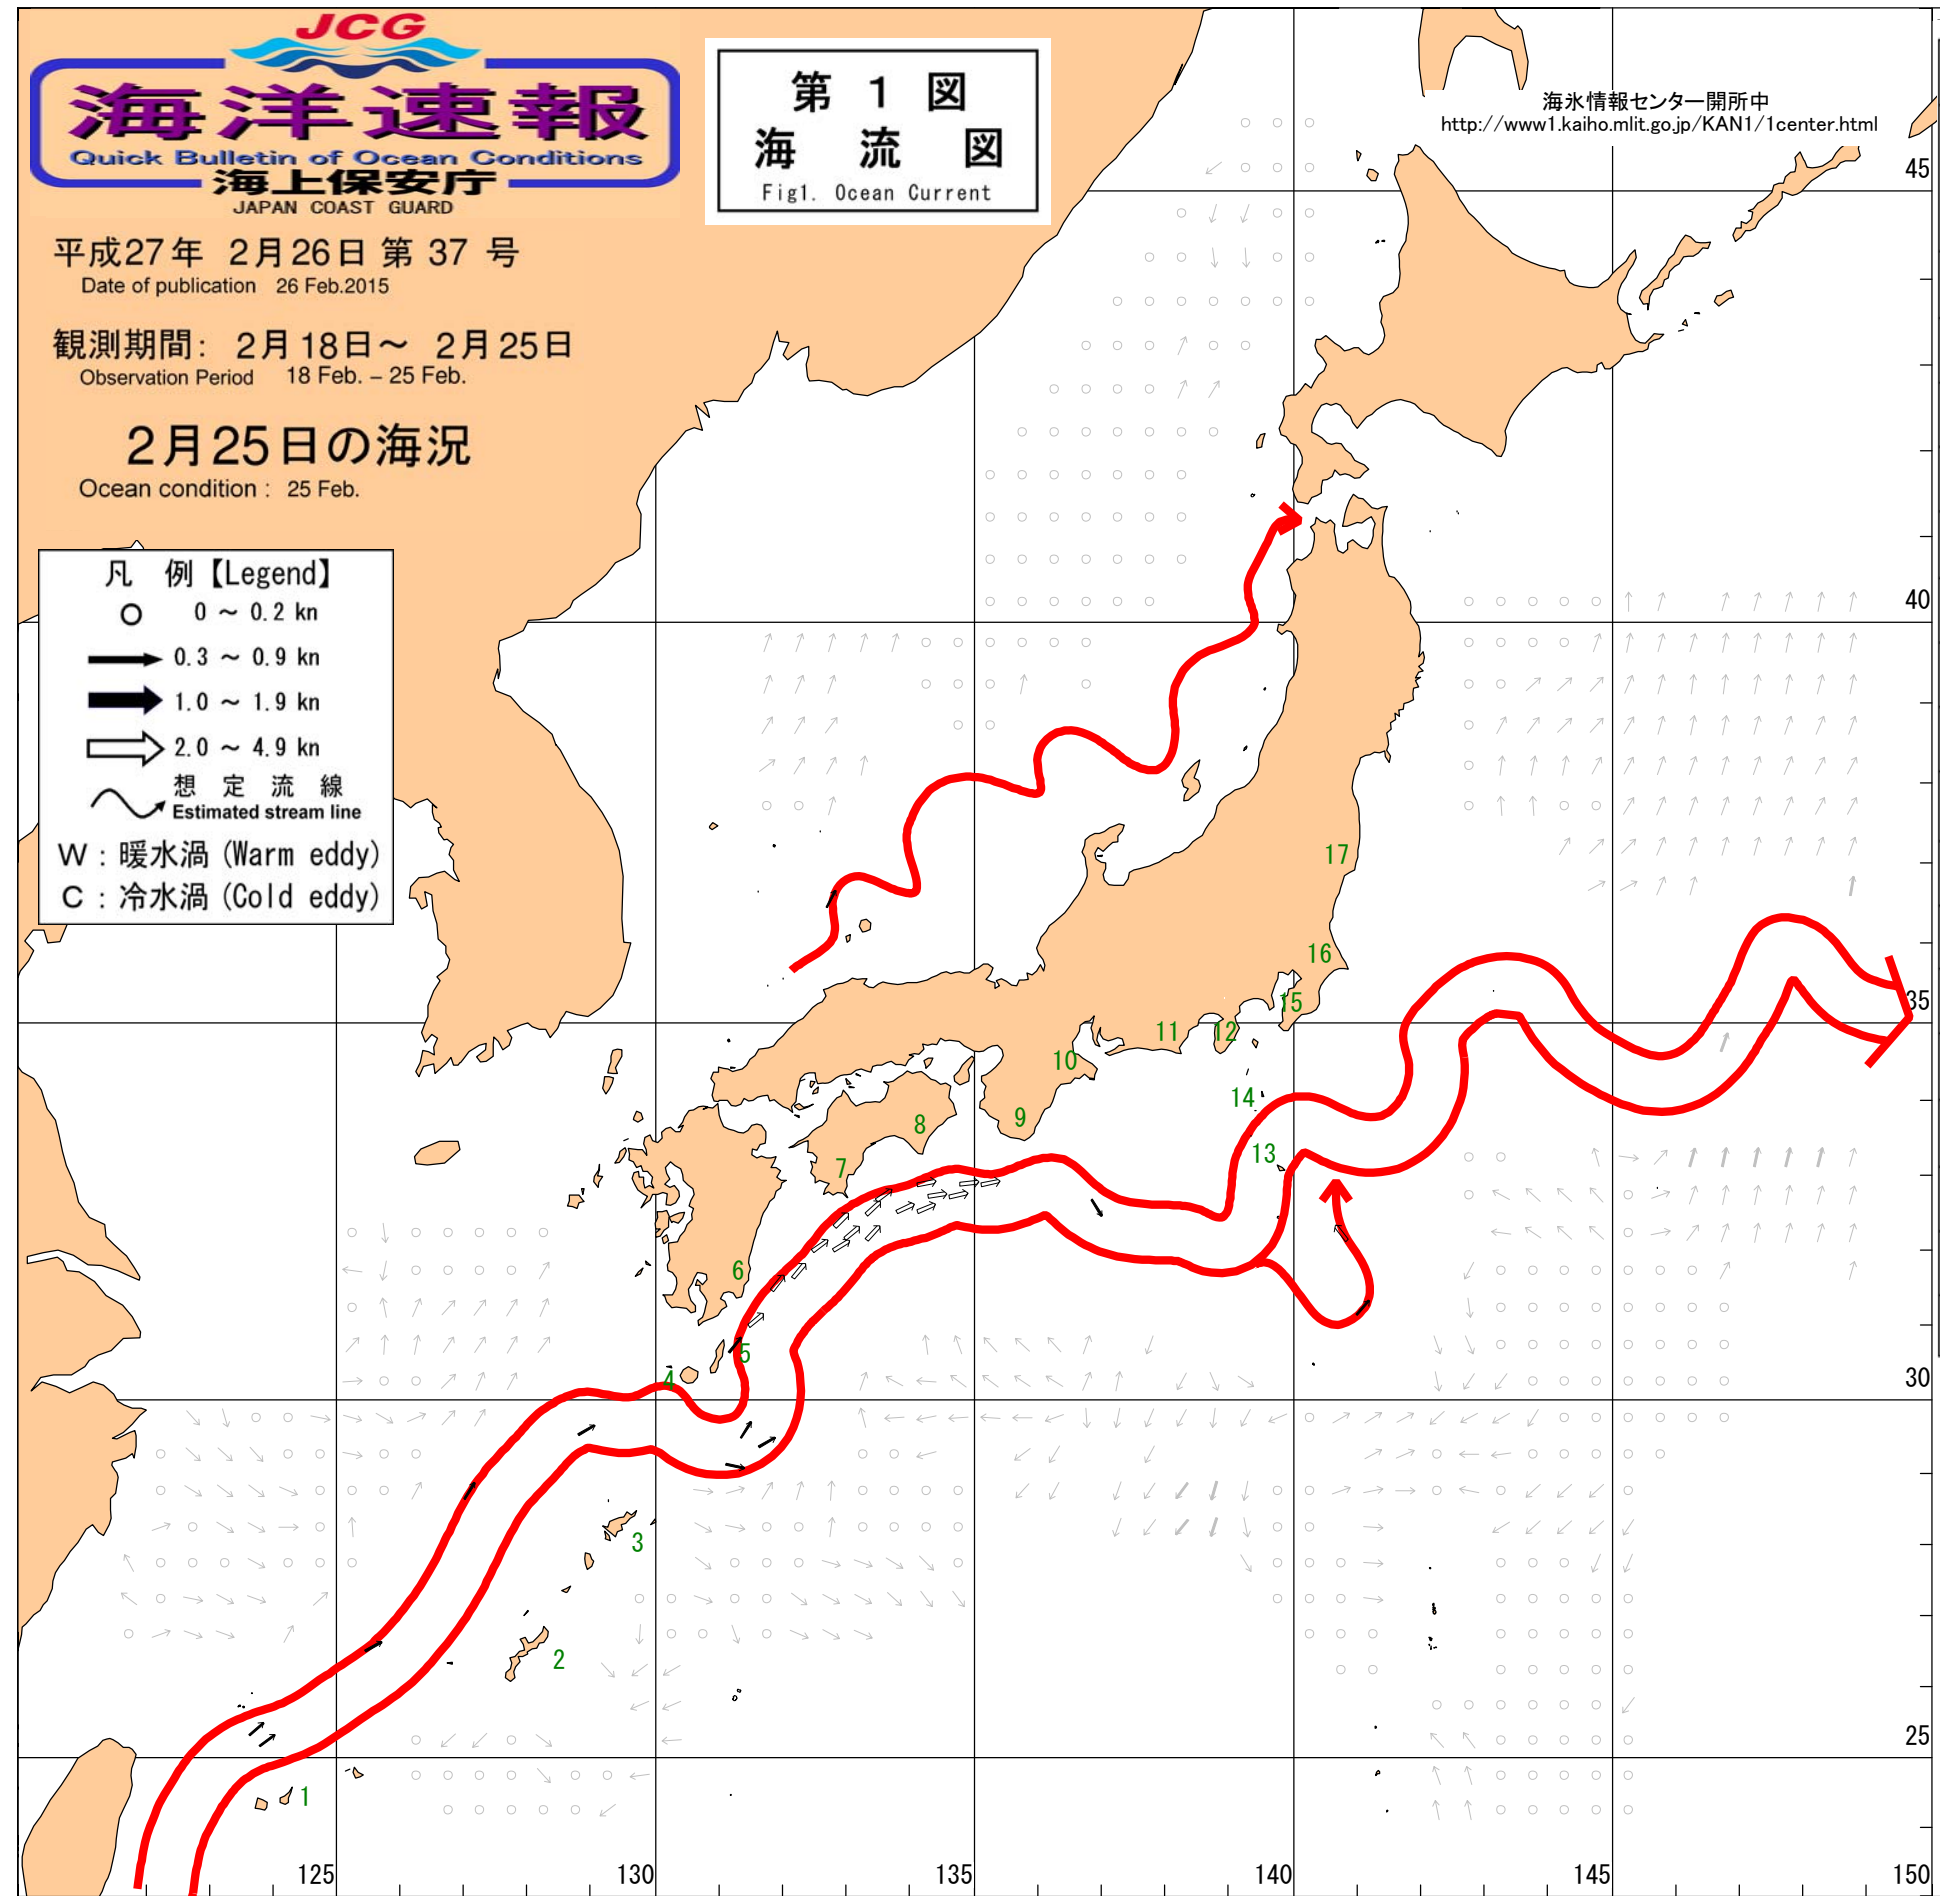 JCG
海洋速報
Quick Bulletin of Ocean Conditions
海上保安庁
JAPAN COAST GUARD
第 1 図
海 流 図
Fig1. Ocean Current
海氷情報センター開所中
http://www1.kaiho.mlit.go.jp/KAN1/1center.html
平成27年 2月26日 第 37 号
Date of publication 26 Feb.2015
観測期間: 2月18日～ 2月25日
Observation Period 18 Feb. – 25 Feb.
2月25日の海況
Ocean condition : 25 Feb.
凡 例【Legend】
0 ～ 0.2 kn
0.3 ～ 0.9 kn
1.0 ～ 1.9 kn
2.0 ～ 4.9 kn
想 定 流 線
Estimated stream line
W : 暖水渦 (Warm eddy)
C : 冷水渦 (Cold eddy)
45
40
35
30
25
17
16
15
12
11
10
14
9
8
13
7
6
5
4
3
2
1
125
130
135
140
145
150